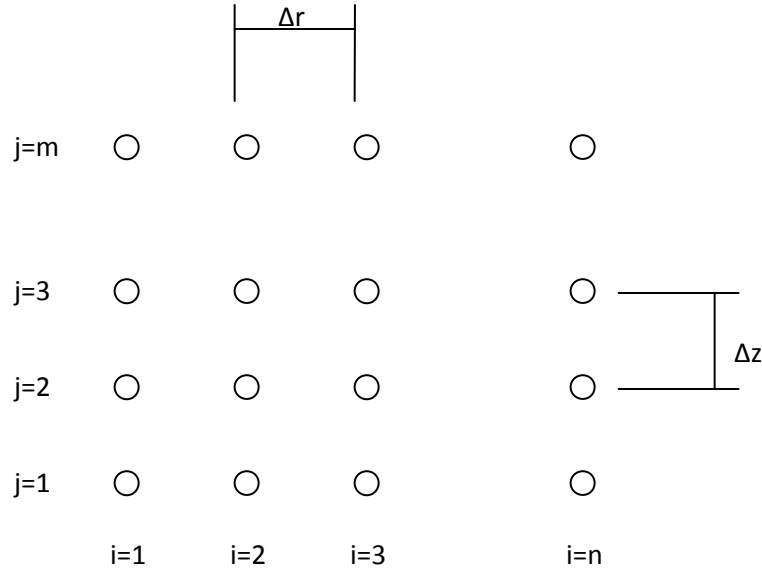 Δr
j=m
j=3
Δz
j=2
j=1
i=1 i=2 i=3 i=n